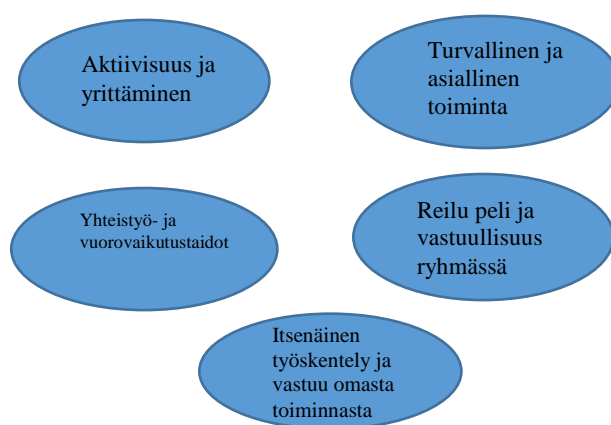 Aktiivisuus ja
yrittäminen
Turvallinen ja
asiallinen
toiminta
Yhteistyö- ja
vuorovaikutustaidot
Reilu peli ja
vastuullisuus
ryhmässä
Itsenäinen
työskentely ja
vastuu omasta
toiminnasta